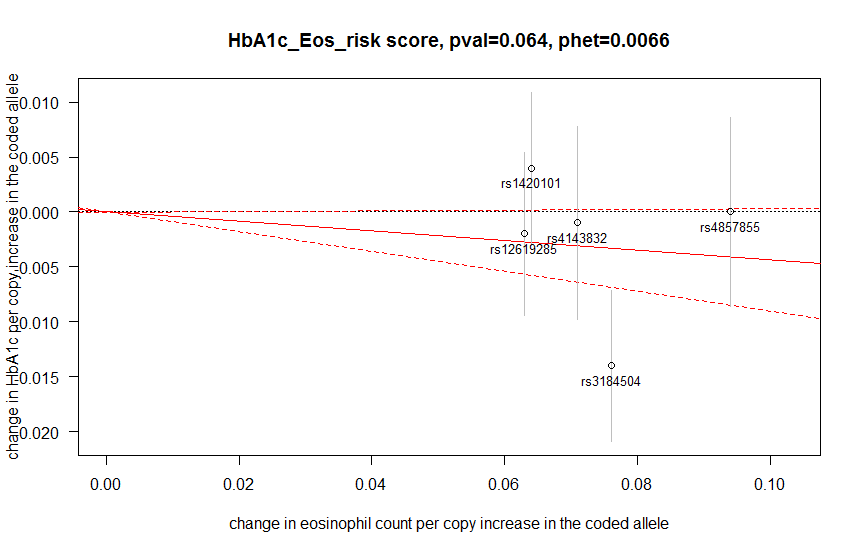 HbA1c_Eos_risk score, pval=0.064, phet=0.0066
change in HbA1c per copy increase in the coded allele
0.010
0.005
0.000
0.005
0.010
0.015
0.020
rs1420101
rs4857855
rs4143832
rs12619285
rs3184504
0.00 0.02 0.04 0.06 0.08 0.10
change in eosinophil count per copy increase in the coded allele